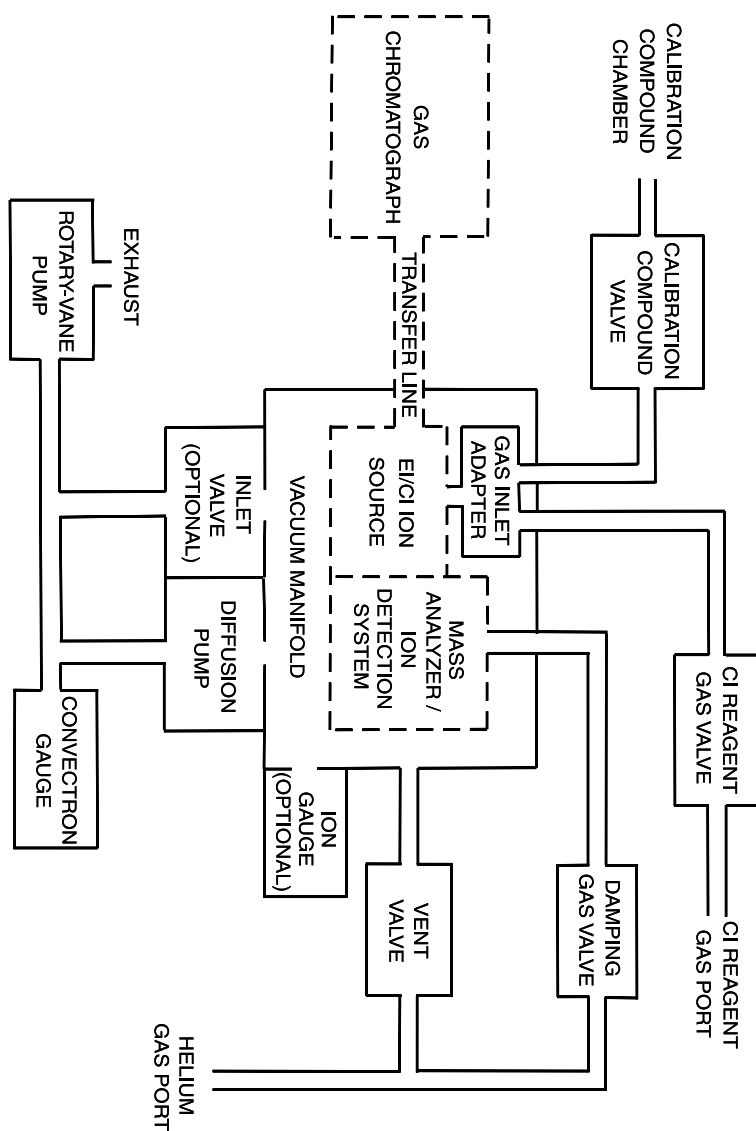 CALIBRATION
COMPOUND
CHAMBER
CALIBRATION
COMPOUND
VALVE
CI REAGENT
GAS VALVE
CI REAGENT
GAS PORT
GAS
CHROMATOGRAPH
TRANSFER LINE
GAS INLET
ADAPTER
EI/CI ION
SOURCE
MASS
ANALYZER /
ION
DETECTION
SYSTEM
DAMPING
GAS VALVE
VENT
VALVE
VACUUM MANIFOLD
ION
GAUGE
(OPTIONAL)
INLET
VALVE
(OPTIONAL)
DIFFUSION
PUMP
HELIUM
GAS PORT
EXHAUST
ROTARY-VANE
PUMP
CONVECTRON
GAUGE